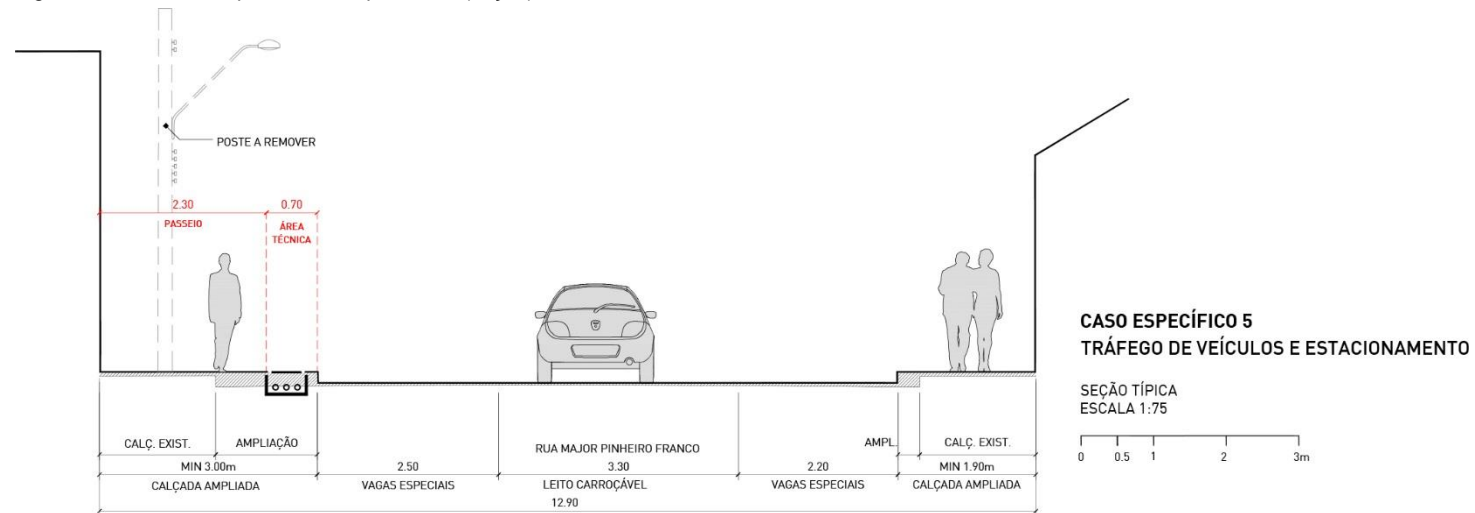 POSTE A REMOVER
2.30
0.70
PASSEIO
ÁREA
TÉCNICA
CASO ESPECÍFICO 5
TRÁFEGO DE VEÍCULOS E ESTACIONAMENTO
SEÇÃO TÍPICA
ESCALA 1:75
0 0.5 1 2 3m
CALÇ. EXIST.
AMPLIAÇÃO
RUA MAJOR PINHEIRO FRANCO
AMPL.
CALÇ. EXIST.
MIN 3.00m
2.50
3.30
2.20
MIN 1.90m
CALÇADA AMPLIADA
VAGAS ESPECIAIS
LEITO CARROÇÁVEL
VAGAS ESPECIAIS
CALÇADA AMPLIADA
12.90